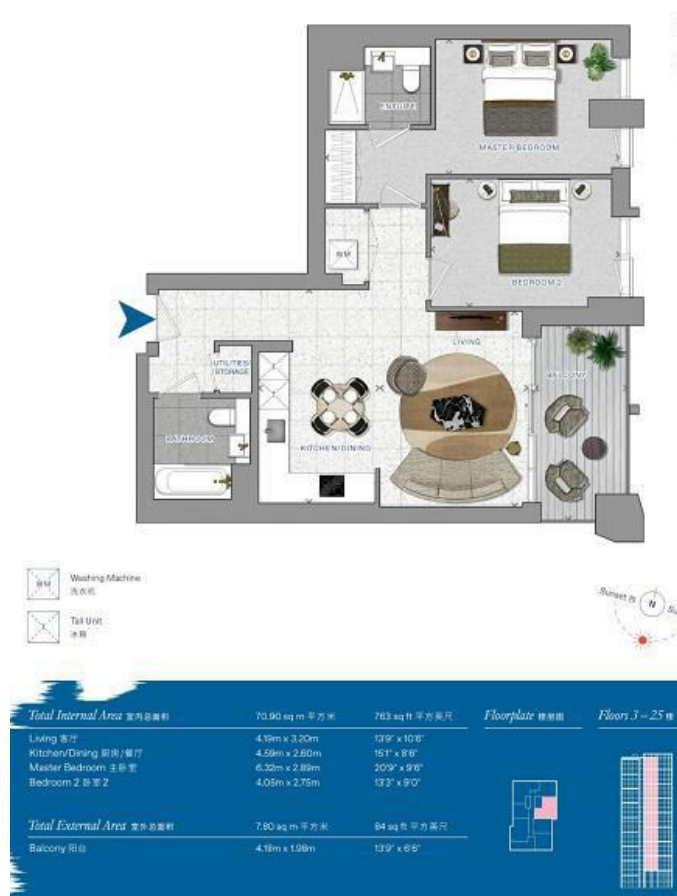 ENSUITE
MASTER BEDROOM
WM
BEDROOM 2
LIVING
UTILITIES/
STORAGE
BALCONY
BATHROOM
KITCHEN/DINING
WM Washing Machine
洗衣机
Tall Unit
冰箱
Sunset
N
Total Internal Area 室内总面积 70.90 sq m 平方米 763 sq ft 平方英尺
Living 客厅 4.19m x 3.20m 13'9" x 10'6"
Kitchen/Dining 厨房/餐厅 4.59m x 2.60m 15'1" x 8'6"
Master Bedroom 主卧室 6.32m x 2.89m 20'9" x 9'6"
Bedroom 2 卧室 2 4.05m x 2.75m 13'3" x 9'0"
Floorplate 楼层图
Floors 3 – 25 楼
Total External Area 室外总面积 7.80 sq m 平方米 84 sq ft 平方英尺
Balcony 阳台 4.18m x 1.98m 13'9" x 6'6"